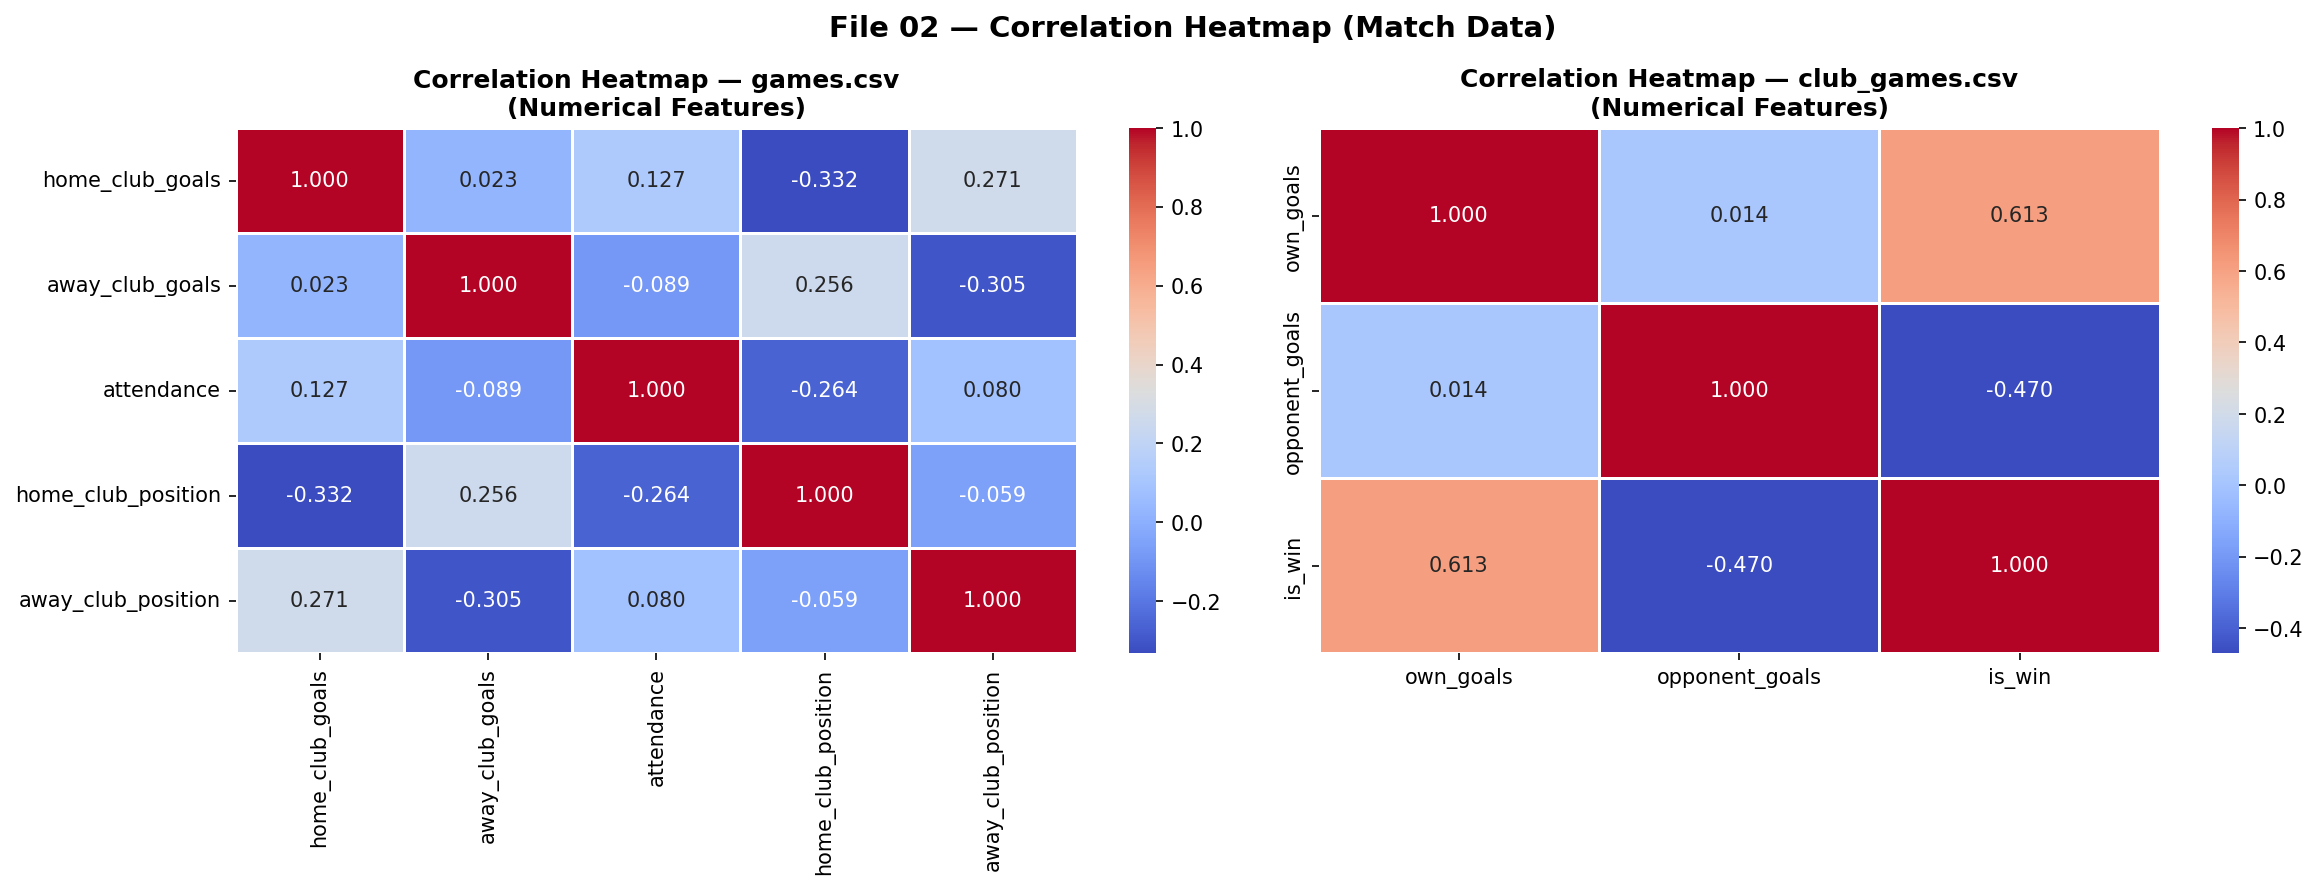 File 02 — Correlation Heatmap (Match Data)
Correlation Heatmap — games.csv
(Numerical Features)
home_club_goals 1.000 0.023 0.127 -0.332 0.271
away_club_goals 0.023 1.000 -0.089 0.256 -0.305
attendance 0.127 -0.089 1.000 -0.264 0.080
home_club_position -0.332 0.256 -0.264 1.000 -0.059
away_club_position 0.271 -0.305 0.080 -0.059 1.000
home_club_goals
away_club_goals
attendance
home_club_position
away_club_position
1.0
0.8
0.6
0.4
0.2
0.0
−0.2
Correlation Heatmap — club_games.csv
(Numerical Features)
own_goals 1.000 0.014 0.613
opponent_goals 0.014 1.000 -0.470
is_win 0.613 -0.470 1.000
own_goals opponent_goals is_win
1.0
0.8
0.6
0.4
0.2
0.0
−0.2
−0.4